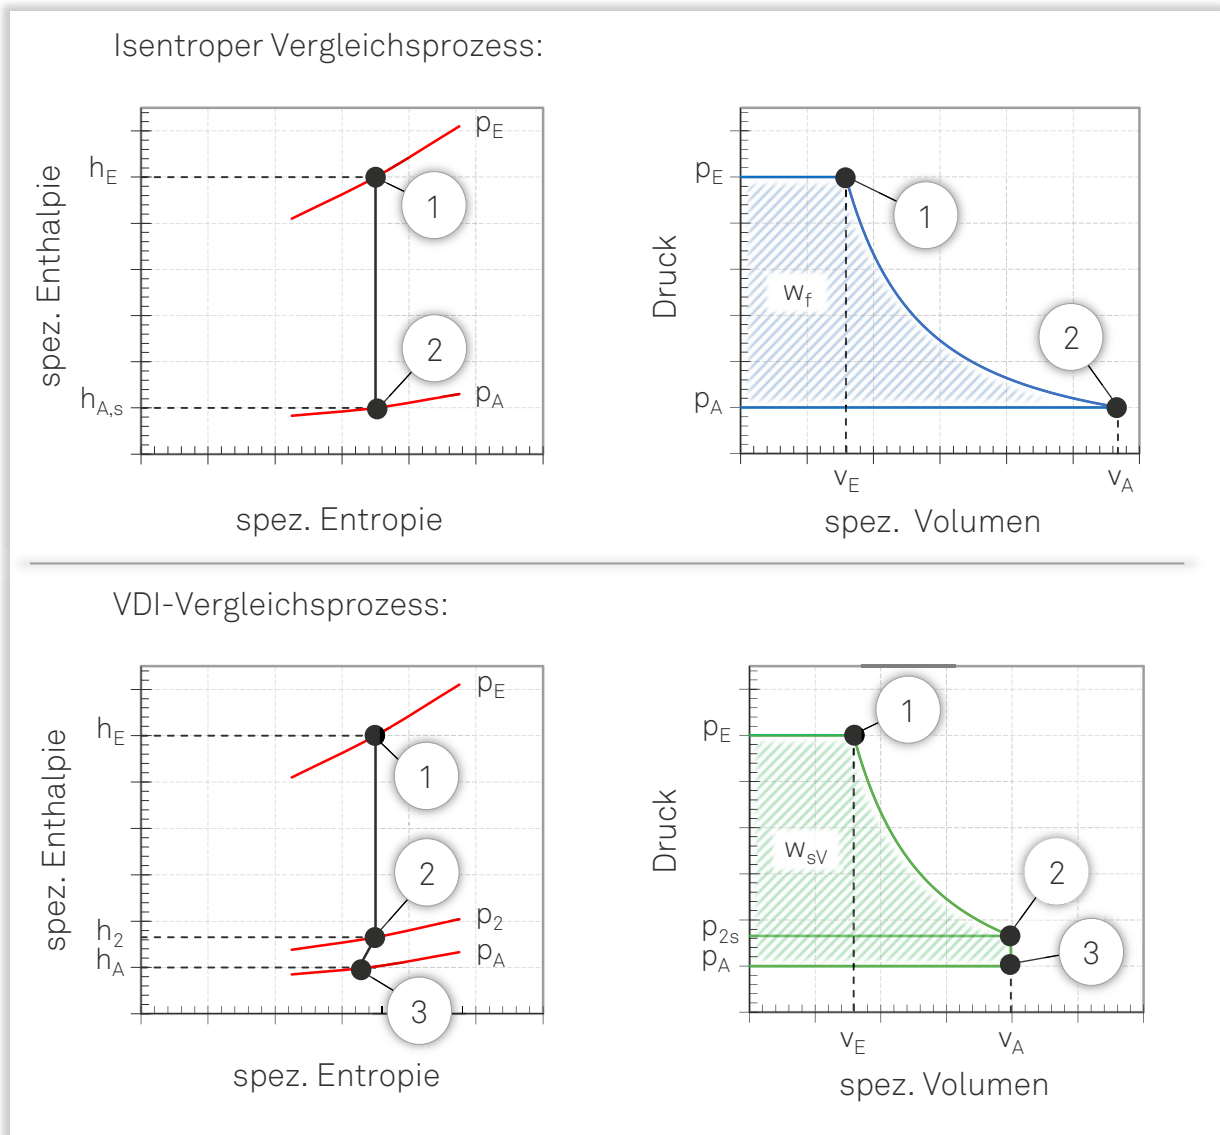 Isentroper Vergleichsprozess:
spez. Enthalpie
hE
hA,s
pE
1
2
pA
spez. Entropie
Druck
pE
pA
wf
1
2
vE
vA
spez. Volumen
VDI-Vergleichsprozess:
spez. Enthalpie
hE
h2
hA
pE
1
2
p2
pA
3
spez. Entropie
Druck
pE
p2s
pA
wsV
1
2
3
vE
vA
spez. Volumen